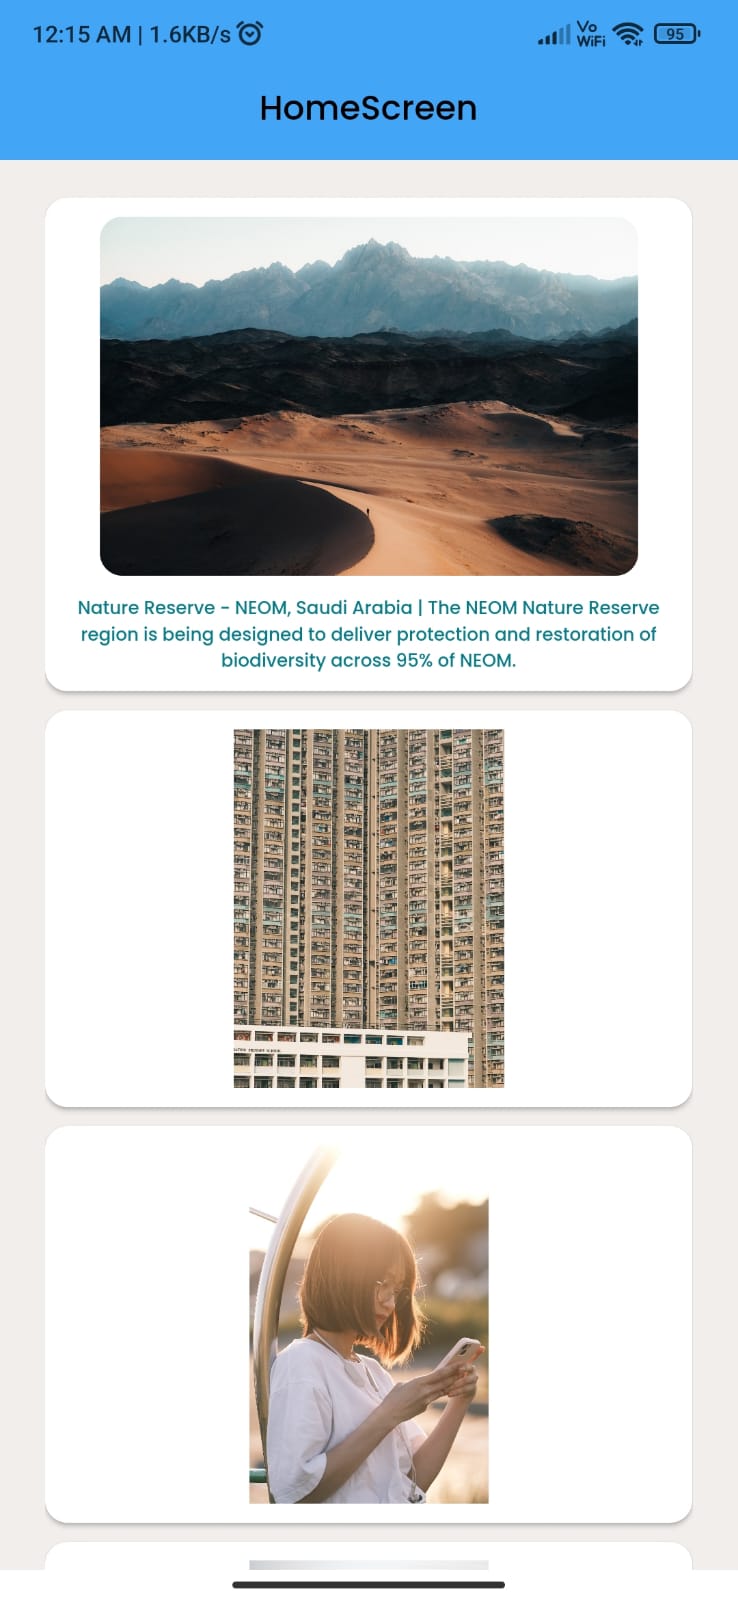 12:15 AM | 1.6KB/s
Vo
WiFi
95
HomeScreen
Nature Reserve - NEOM, Saudi Arabia | The NEOM Nature Reserve
region is being designed to deliver protection and restoration of
biodiversity across 95% of NEOM.